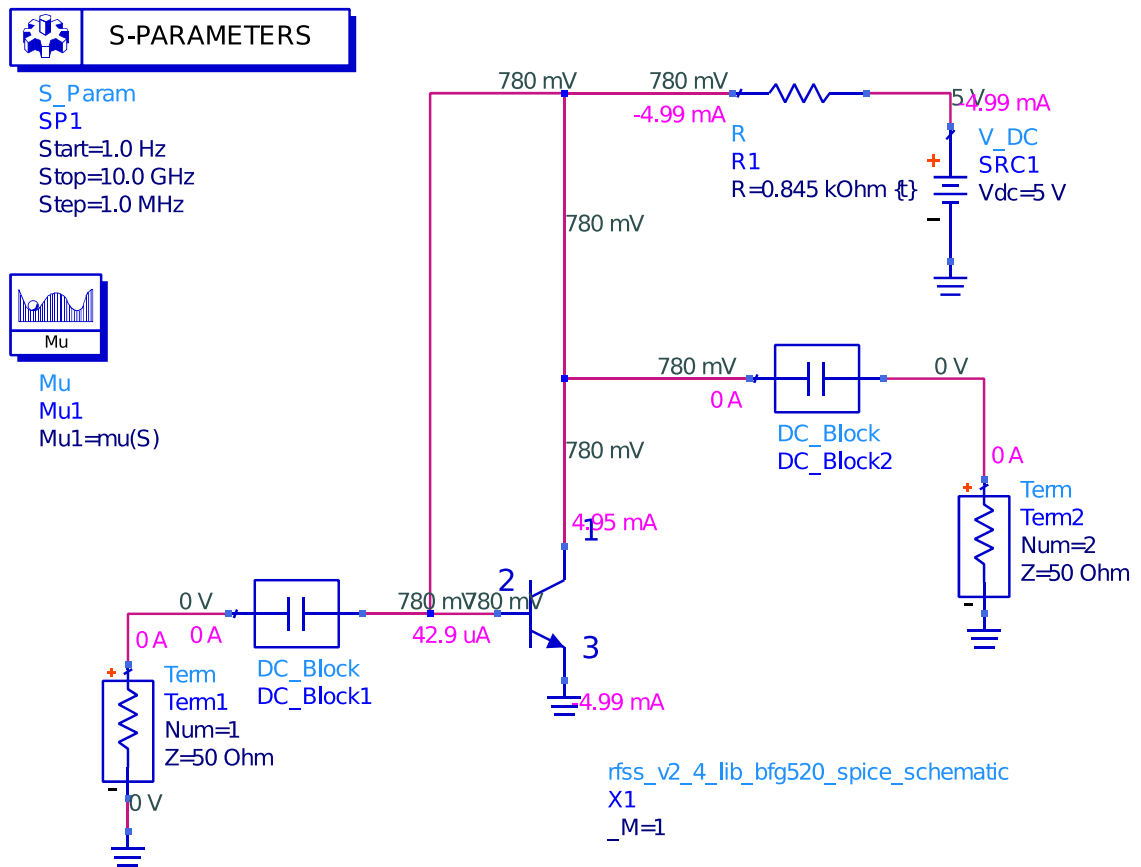 S-PARAMETERS
S_Param
SP1
Start=1.0 Hz
Stop=10.0 GHz
Step=1.0 MHz
Mu
Mu
Mu1
Mu1=mu(S)
780 mV
780 mV
-4.99 mA
R
R1
R=0.845 kOhm {t}
5 V
-4.99 mA
+
V_DC
SRC1
Vdc=5 V
-
780 mV
780 mV
0 A
0 V
DC_Block
DC_Block2
780 mV
0 A
+
Term
Term2
Num=2
Z=50 Ohm
-
4.95 mA
1
2
3
-4.99 mA
0 V
0 A
0 A
780 mV
780 mV
42.9 uA
DC_Block
DC_Block1
+
Term
Term1
Num=1
Z=50 Ohm
-
0 V
rfss_v2_4_lib_bfg520_spice_schematic
X1
_M=1